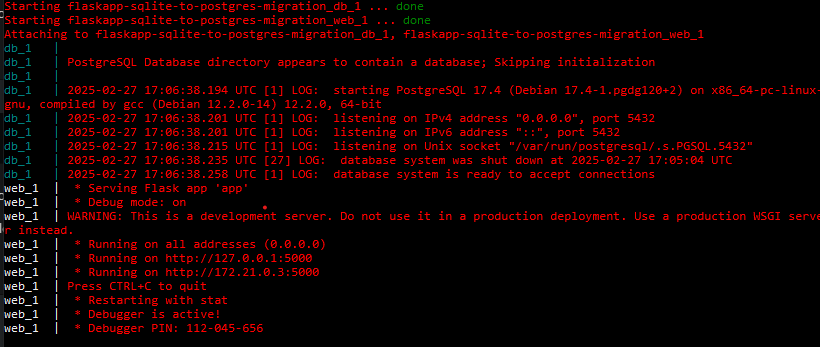 Starting flaskapp-sqlite-to-postgres-migration_db_1 ... done
Starting flaskapp-sqlite-to-postgres-migration_web_1 ... done
Attaching to flaskapp-sqlite-to-postgres-migration_db_1, flaskapp-sqlite-to-postgres-migration_web_1
db_1   |
db_1   | PostgreSQL Database directory appears to contain a database; Skipping initialization
db_1   |
db_1   | 2025-02-27 17:06:38.194 UTC [1] LOG:  starting PostgreSQL 17.4 (Debian 17.4-1.pgdg120+2) on x86_64-pc-linux-
gnu, compiled by gcc (Debian 12.2.0-14) 12.2.0, 64-bit
db_1   | 2025-02-27 17:06:38.201 UTC [1] LOG:  listening on IPv4 address "0.0.0.0", port 5432
db_1   | 2025-02-27 17:06:38.201 UTC [1] LOG:  listening on IPv6 address "::", port 5432
db_1   | 2025-02-27 17:06:38.215 UTC [1] LOG:  listening on Unix socket "/var/run/postgresql/.s.PGSQL.5432"
db_1   | 2025-02-27 17:06:38.235 UTC [27] LOG:  database system was shut down at 2025-02-27 17:05:04 UTC
db_1   | 2025-02-27 17:06:38.258 UTC [1] LOG:  database system is ready to accept connections
web_1  |  * Serving Flask app 'app'
web_1  |  * Debug mode: on
web_1  | WARNING: This is a development server. Do not use it in a production deployment. Use a production WSGI serve
r instead.
web_1  |  * Running on all addresses (0.0.0.0)
web_1  |  * Running on http://127.0.0.1:5000
web_1  |  * Running on http://172.21.0.3:5000
web_1  | Press CTRL+C to quit
web_1  |  * Restarting with stat
web_1  |  * Debugger is active!
web_1  |  * Debugger PIN: 112-045-656